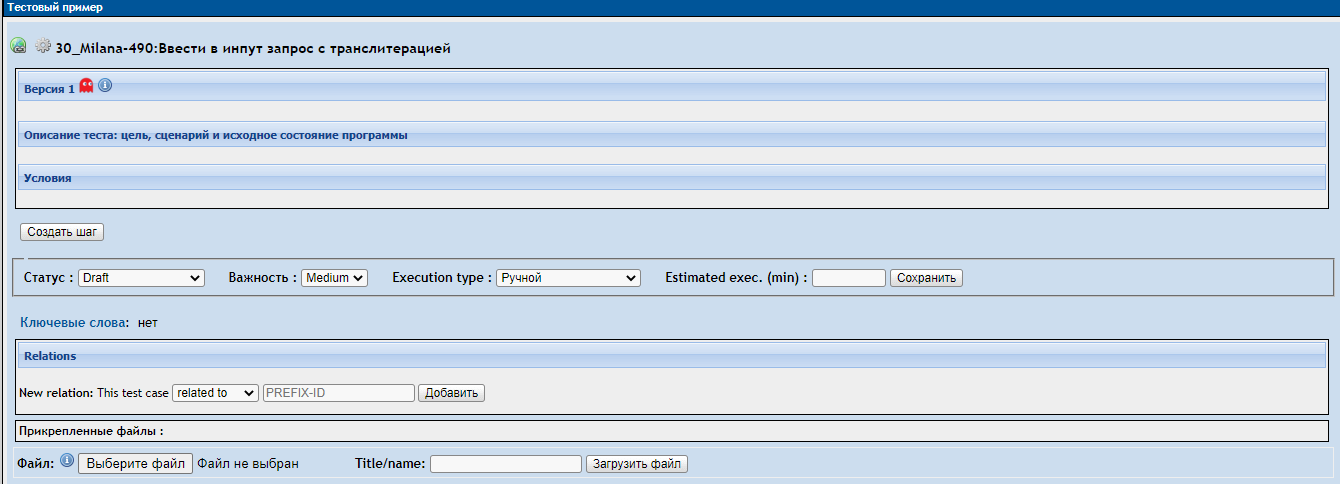 Тестовый пример
30_Milana-490:Ввести в инпут запрос с транслитерацией
Версия 1
Описание теста: цель, сценарий и исходное состояние программы
Условия
Создать шаг
Статус : Draft Важность : Medium Execution type : Ручной Estimated exec. (min) : Сохранить
Ключевые слова: нет
Relations
New relation: This test case related to PREFIX-ID Добавить
Прикрепленные файлы :
Файл: Выберите файл Файл не выбран Title/name: Загрузить файл